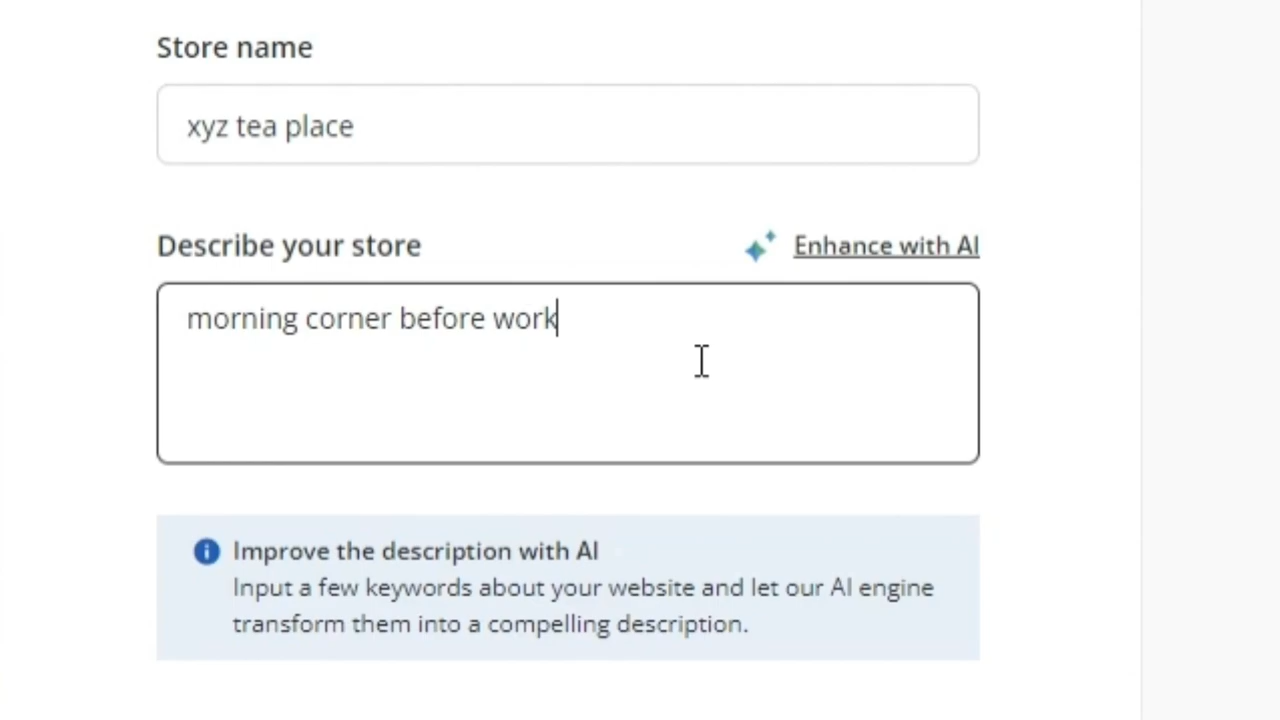 Store name
xyz tea place
Describe your store
Enhance with AI
morning corner before work
Improve the description with AI
Input a few keywords about your website and let our AI engine
transform them into a compelling description.